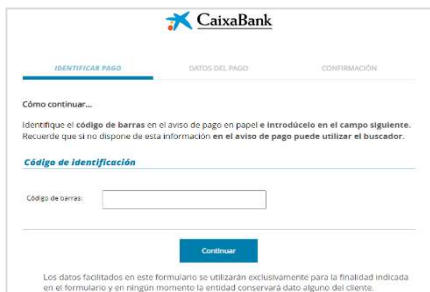 CaixaBank
IDENTIFICAR PAGO DATOS DEL PAGO CONFIRMACIÓN
Cómo continuar...
Identifique el código de barras en el aviso de pago en papel e introdúcelo en el campo siguiente.
Recuerde que si no dispone de esta información en el aviso de pago puede utilizar el buscador.
Código de identificación
Código de barras:
Continuar
Los datos facilitados en este formulario se utilizarán exclusivamente para la finalidad indicada
en el formulario y en ningún momento la entidad conservará dato alguno del cliente.